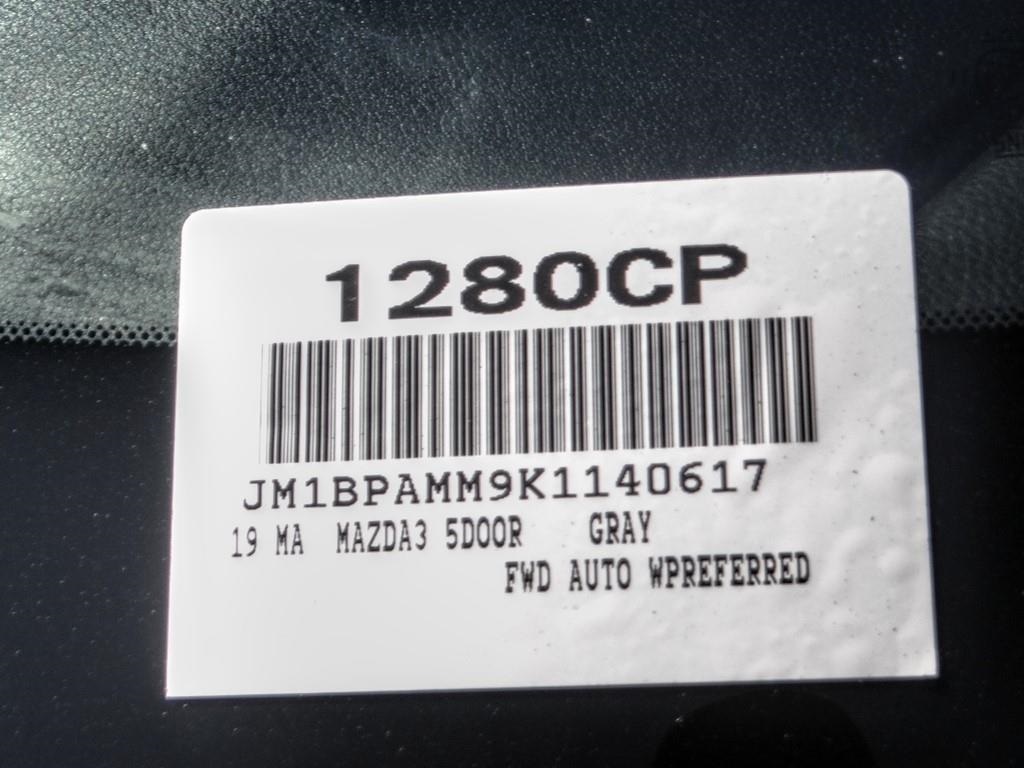 1280CP
JM1BPAMM9K1140617
19 MA MAZDA3 5DOOR GRAY
FWD AUTO WPREFERRED